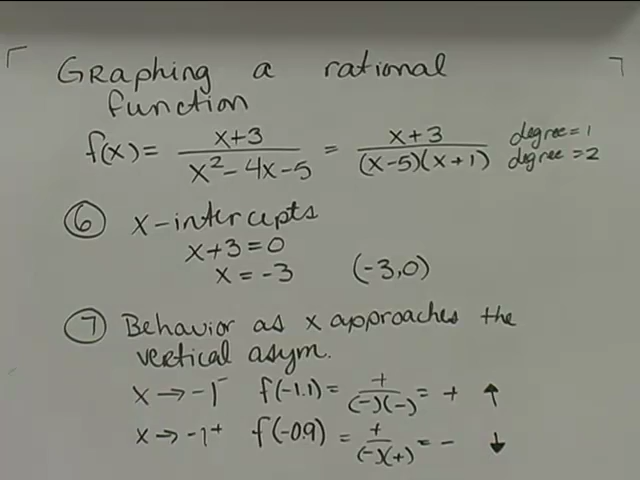 Graphing a rational
function
f(x) = x+3 / x²-4x-5 = x+3 / (x-5)(x+1) degree=1 degree=2
⑥ x-intercepts
x+3=0
x=-3 (-3,0)
⑦ Behavior as x approaches the
vertical asym.
x→-1⁻ f(-1.1)= + / (-)(-) = + ↑
x→-1⁺ f(-0.9) = + / (-)(+) = - ↓